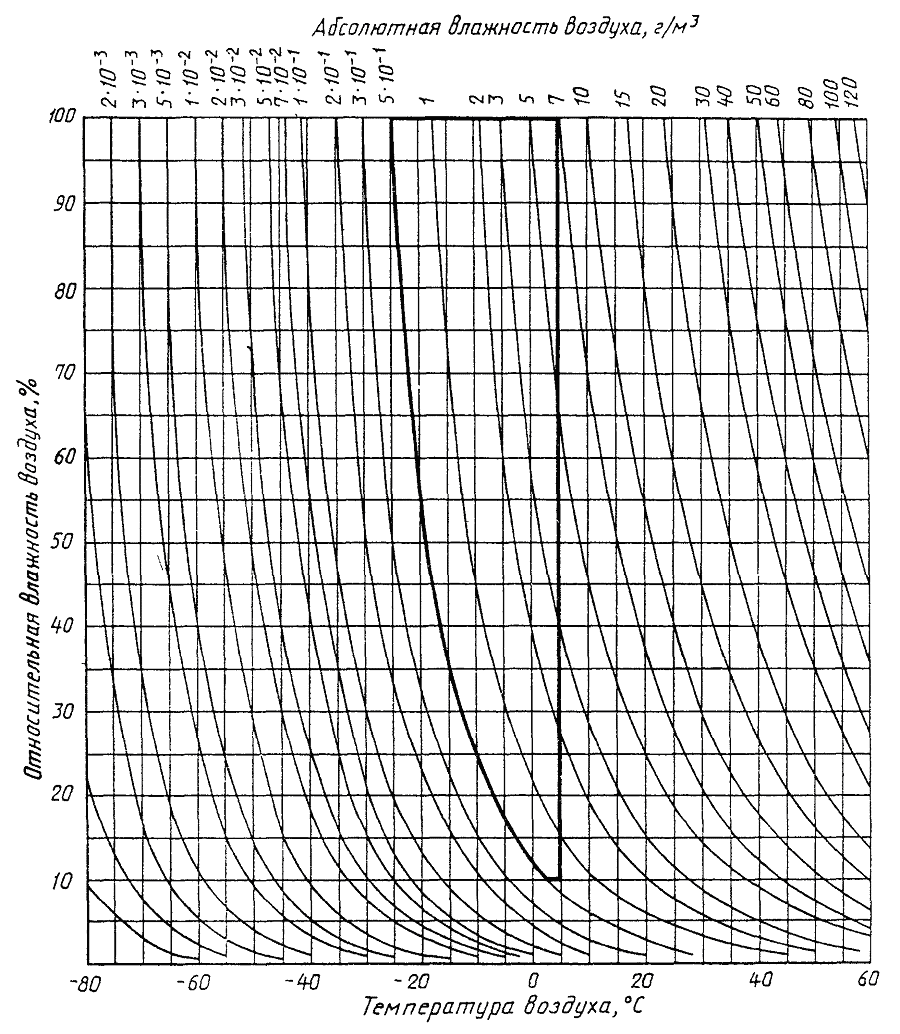 Абсолютная влажность воздуха, г/м³
2·10⁻³ 3·10⁻³ 5·10⁻³ 1·10⁻² 2·10⁻² 3·10⁻² 5·10⁻² 7·10⁻² 1·10⁻¹ 2·10⁻¹ 3·10⁻¹ 5·10⁻¹ 1 2 3 5 7 10 15 20 30 40 50 60 80 100 120
Относительная влажность воздуха, %
100
90
80
70
60
50
40
30
20
10
-80 -60 -40 -20 0 20 40 60
Температура воздуха, °С